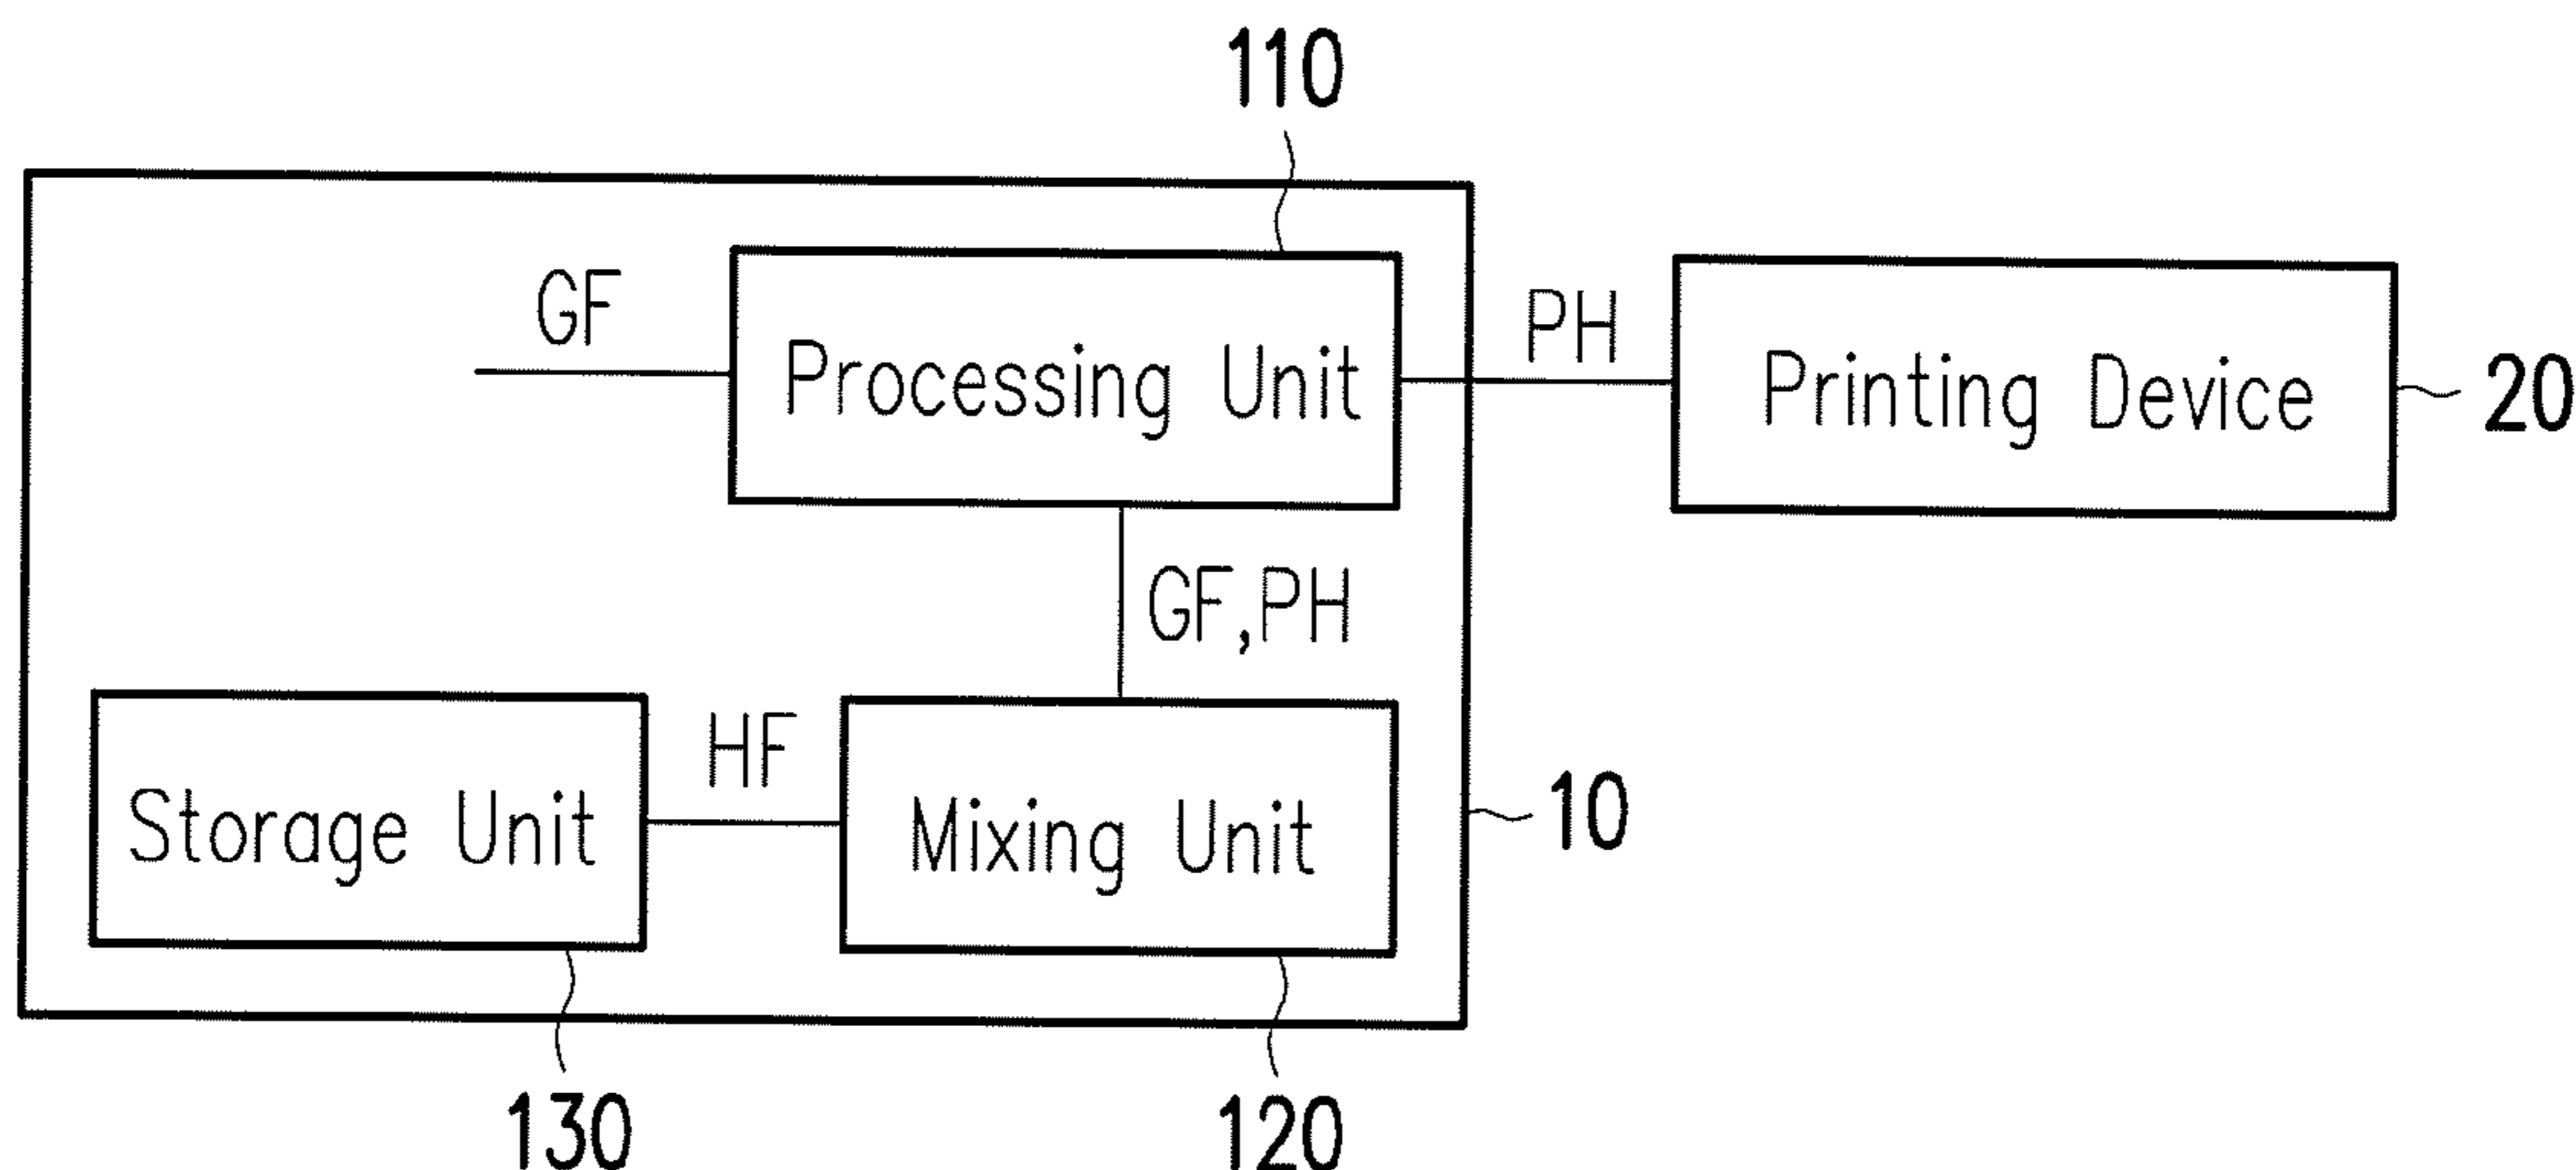 110
GF
Processing Unit
PH
Printing Device
20
GF,PH
Storage Unit
HF
Mixing Unit
10
130
120